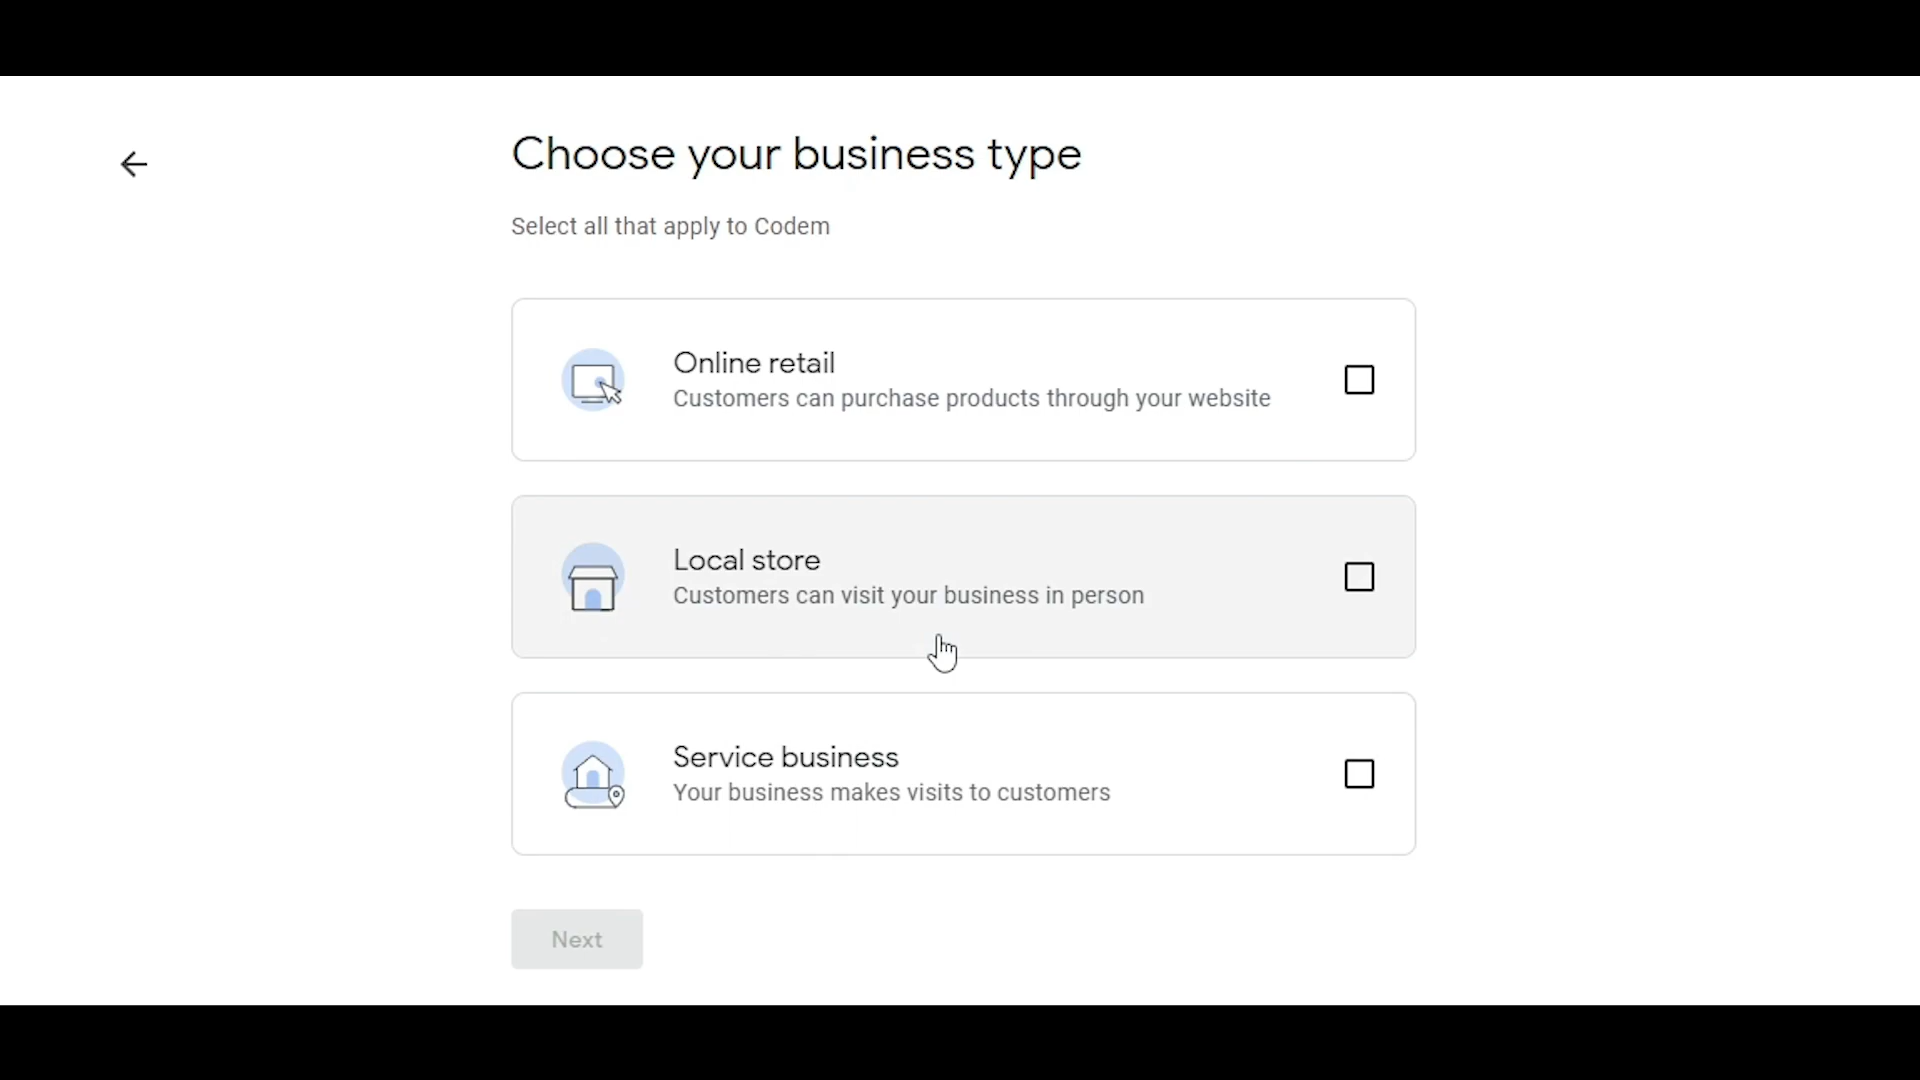 Choose your business type
Select all that apply to Codem
Online retail
Customers can purchase products through your website
Local store
Customers can visit your business in person
Service business
Your business makes visits to customers
Next